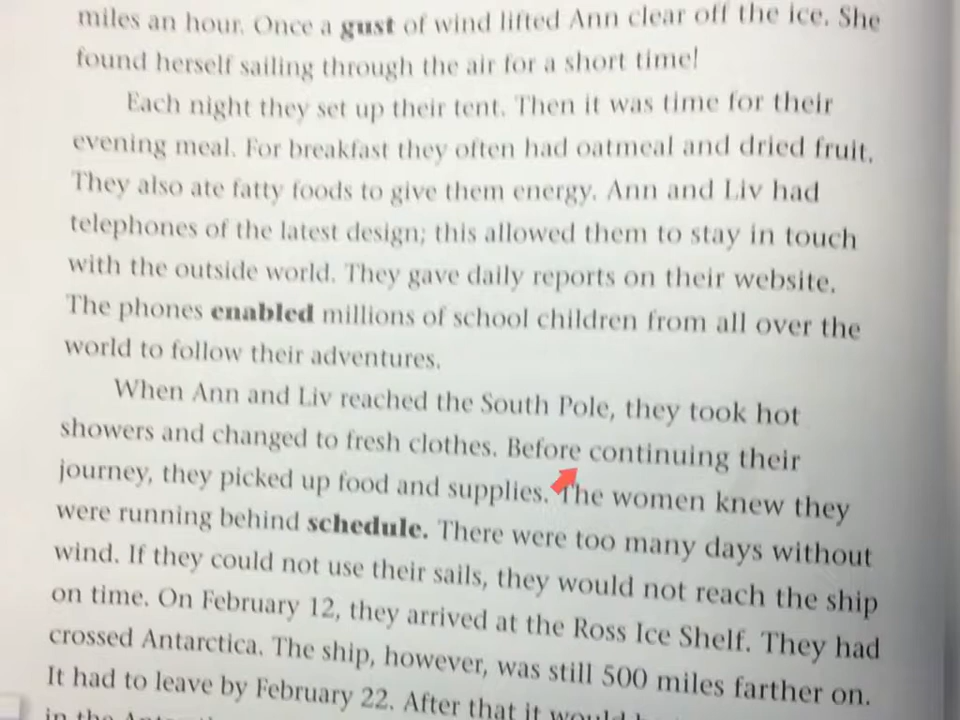 miles an hour. Once a gust of wind lifted Ann clear off the ice. She
found herself sailing through the air for a short time!
Each night they set up their tent. Then it was time for their
evening meal. For breakfast they often had oatmeal and dried fruit.
They also ate fatty foods to give them energy. Ann and Liv had
telephones of the latest design; this allowed them to stay in touch
with the outside world. They gave daily reports on their website.
The phones enabled millions of school children from all over the
world to follow their adventures.
When Ann and Liv reached the South Pole, they took hot
showers and changed to fresh clothes. Before continuing their
journey, they picked up food and supplies. The women knew they
were running behind schedule. There were too many days without
wind. If they could not use their sails, they would not reach the ship
on time. On February 12, they arrived at the Ross Ice Shelf. They had
crossed Antarctica. The ship, however, was still 500 miles farther on.
It had to leave by February 22. After that it would
in the